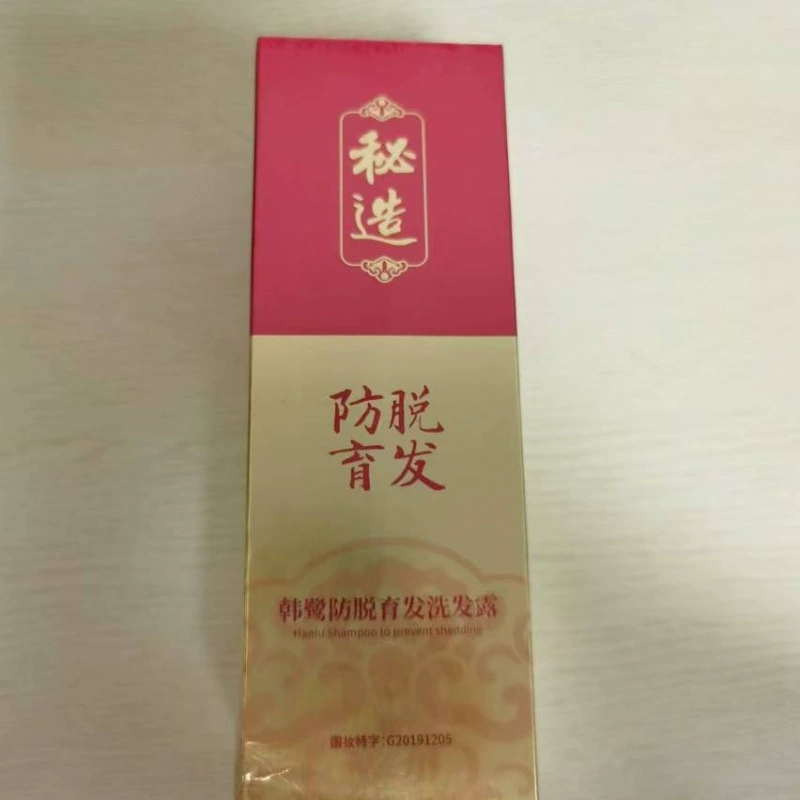 秘
造
防脱
育发
韩鹭防脱育发洗发露
Hanlu Shampoo to prevent shedding
国妆特字:G20191205